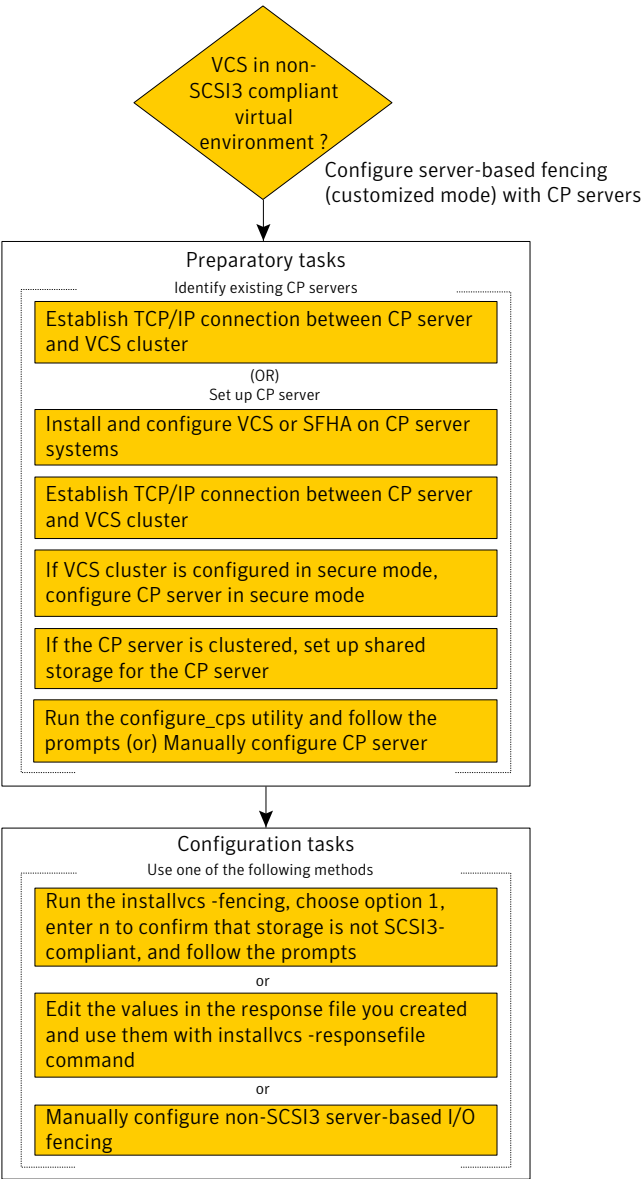 VCS in non-
SCSI3 compliant
virtual
environment ?
Configure server-based fencing
(customized mode) with CP servers
Preparatory tasks
Identify existing CP servers
Establish TCP/IP connection between CP server
and VCS cluster
(OR)
Set up CP server
Install and configure VCS or SFHA on CP server
systems
Establish TCP/IP connection between CP server
and VCS cluster
If VCS cluster is configured in secure mode,
configure CP server in secure mode
If the CP server is clustered, set up shared
storage for the CP server
Run the configure_cps utility and follow the
prompts (or) Manually configure CP server
Configuration tasks
Use one of the following methods
Run the installvcs -fencing, choose option 1,
enter n to confirm that storage is not SCSI3-
compliant, and follow the prompts
or
Edit the values in the response file you created
and use them with installvcs -responsefile
command
or
Manually configure non-SCSI3 server-based I/O
fencing